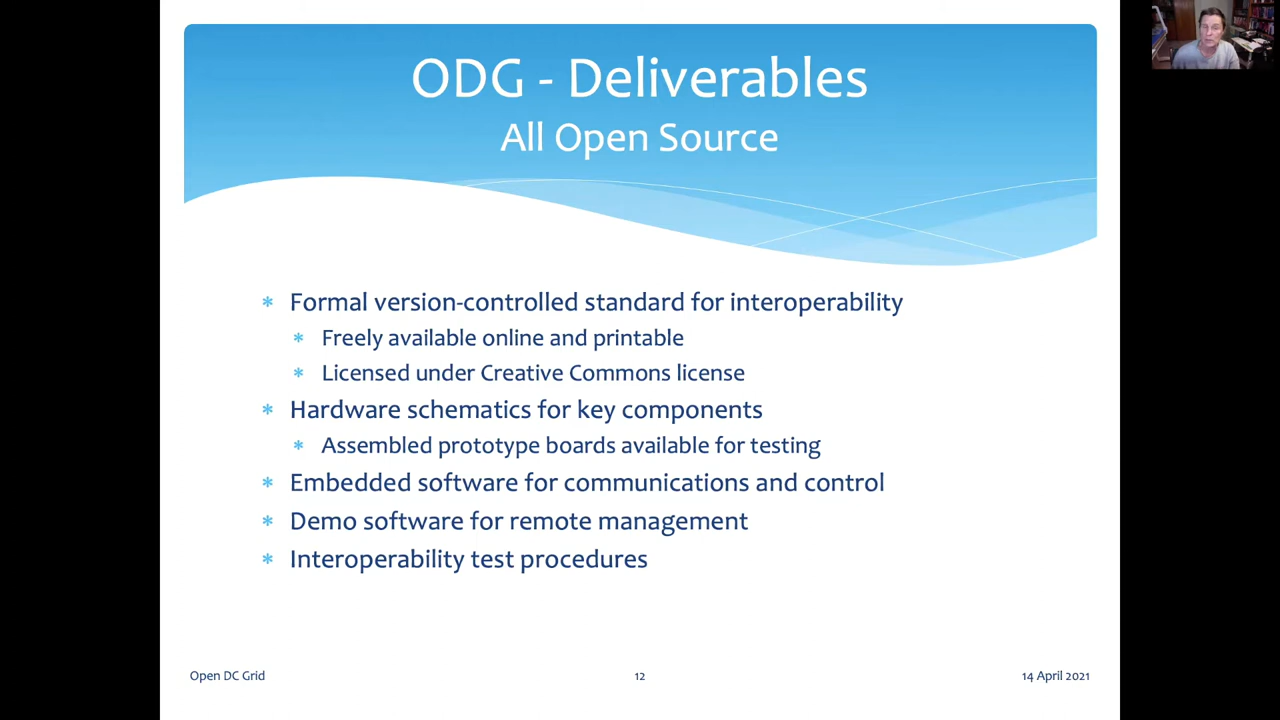 ODG - Deliverables
All Open Source
* Formal version-controlled standard for interoperability
* Freely available online and printable
* Licensed under Creative Commons license
* Hardware schematics for key components
* Assembled prototype boards available for testing
* Embedded software for communications and control
* Demo software for remote management
* Interoperability test procedures
Open DC Grid
12
14 April 2021